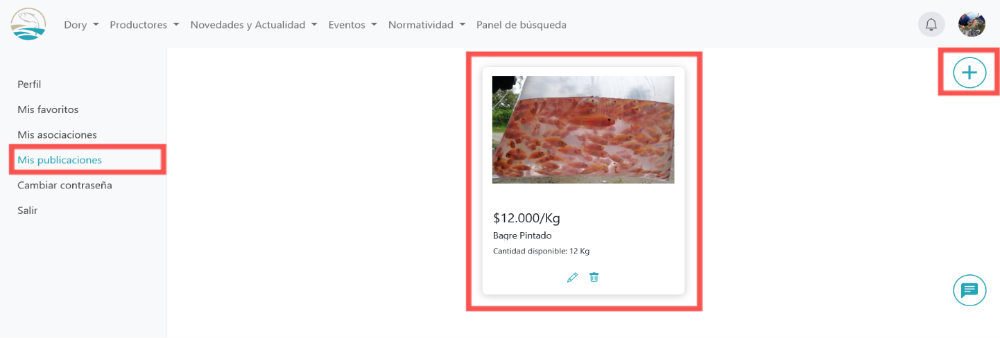 Dory Productores Novedades y Actualidad Eventos Normatividad Panel de búsqueda
Perfil
Mis favoritos
Mis asociaciones
Mis publicaciones
Cambiar contraseña
Salir
$12.000/Kg
Bagre Pintado
Cantidad disponible: 12 Kg